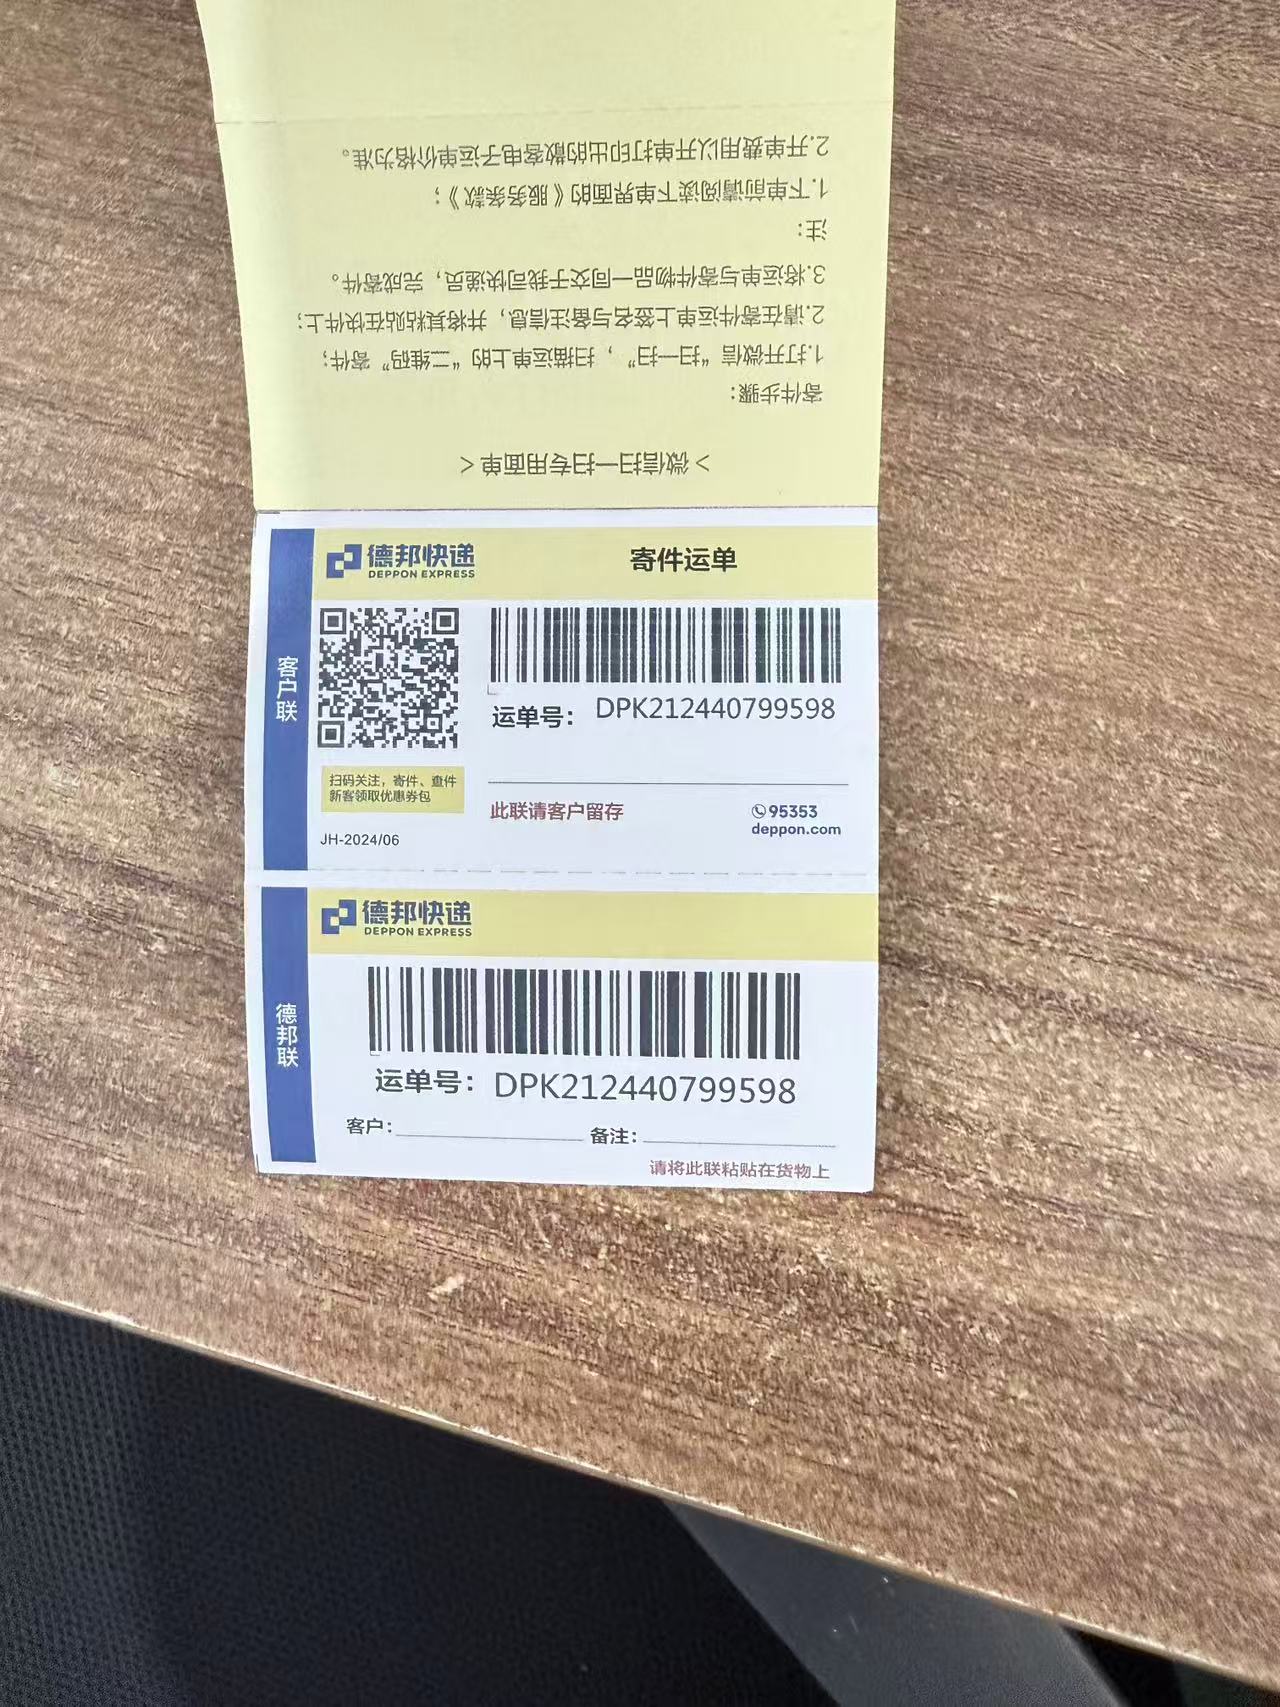 ＞微信扫一扫专用面单＜
寄件步骤：
1.打开微信“扫一扫”，扫描运单上的“二维码”寄件；
2.请在寄件运单上签名与备注信息，并将其粘贴在快件上；
3.将运单与寄件物品一同交于我司快递员，完成寄件。
注：
1.下单前请阅读下单界面的《服务条款》；
2.开单费用以开单打印出的散客电子运单价格为准。
德邦快递
DEPPON EXPRESS
寄件运单
客户联
运单号： DPK212440799598
扫码关注，寄件、查件
新客领取优惠券包
此联请客户留存
95353
deppon.com
JH-2024/06
德邦快递
DEPPON EXPRESS
德邦联
运单号：DPK212440799598
客户：
备注：
请将此联粘贴在货物上